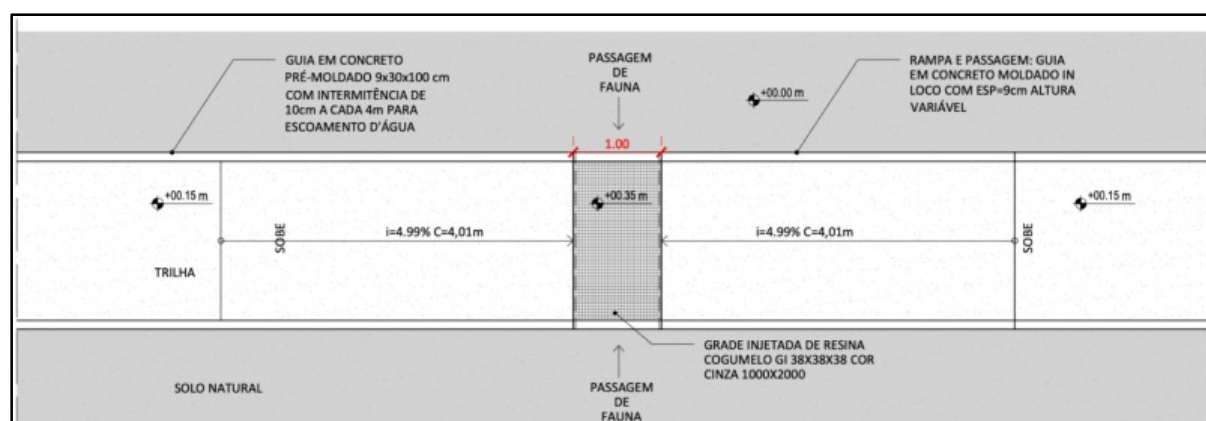 GUIA EM CONCRETO
PRÉ-MOLDADO 9x30x100 cm
COM INTERMITÊNCIA DE
10cm A CADA 4m PARA
ESCOAMENTO D'ÁGUA
PASSAGEM
DE
FAUNA
+00.00 m
RAMPA E PASSAGEM: GUIA
EM CONCRETO MOLDADO IN
LOCO COM ESP=9cm ALTURA
VARIÁVEL
1.00
+00.15 m
+00.35 m
+00.15 m
SOBE
i=4.99% C=4,01m
i=4.99% C=4,01m
SOBE
TRILHA
GRADE INJETADA DE RESINA
COGUMELO GI 38X38X38 COR
CINZA 1000X2000
SOLO NATURAL
PASSAGEM
DE
FAUNA